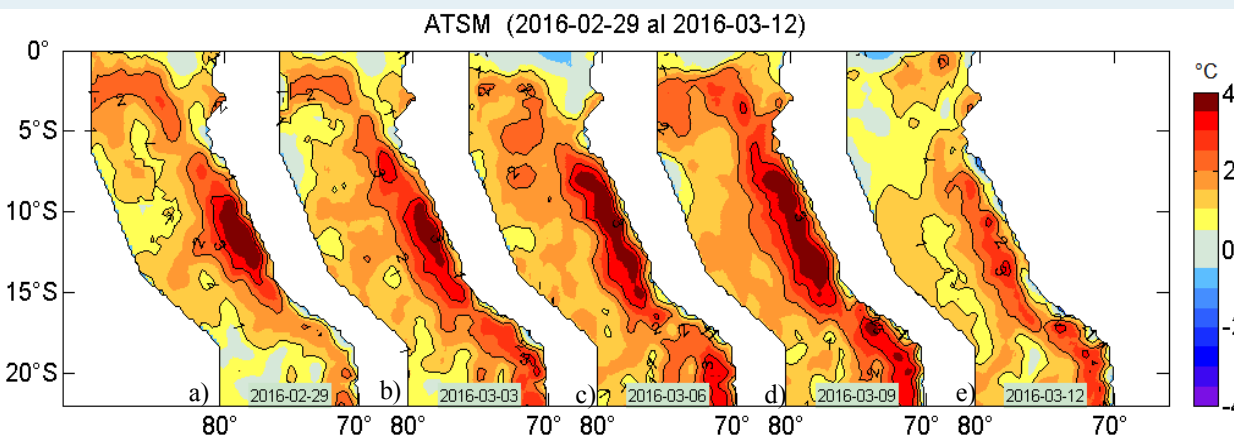 ATSM (2016-02-29 al 2016-03-12)
0°
5°S
10°S
15°S
20°S
°C
4
2
0
-2
-4
a) 2016-02-29
b) 2016-03-03
c) 2016-03-06
d) 2016-03-09
e) 2016-03-12
80° 70° 80° 70° 80° 70° 80° 70° 80° 70°